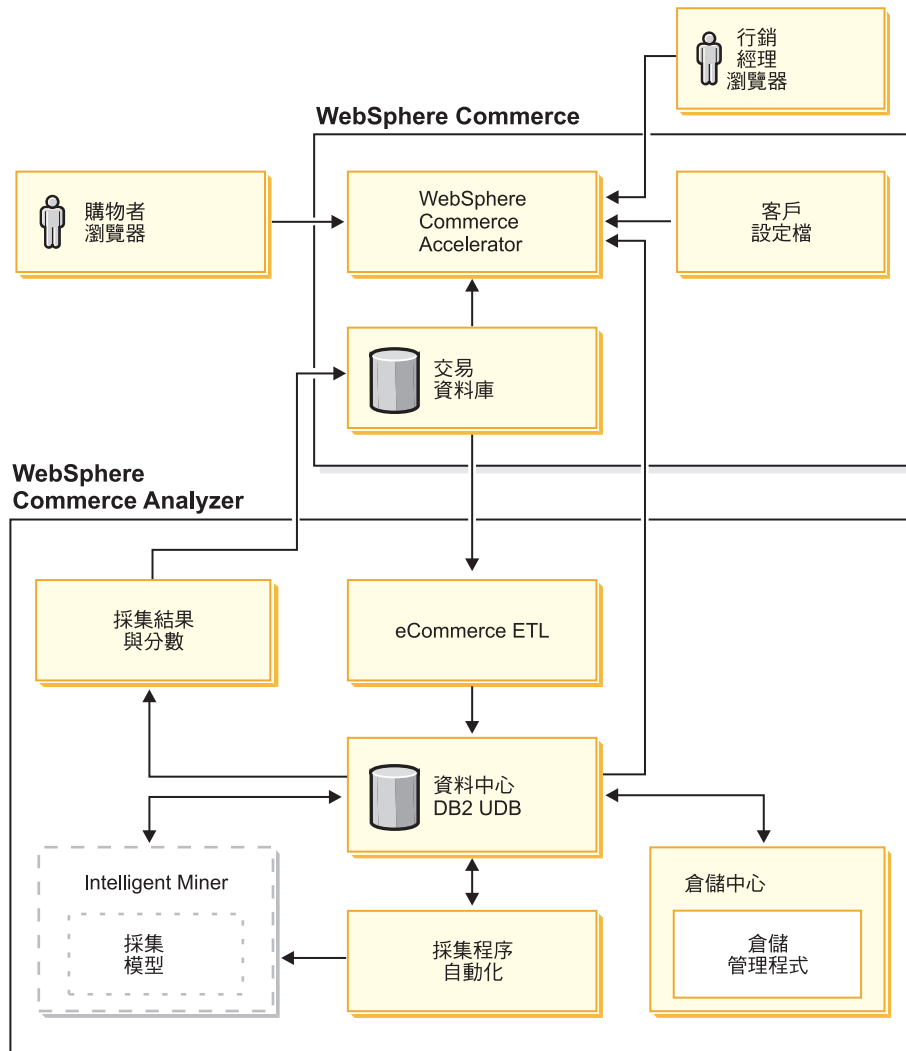 行銷
經理
瀏覽器
WebSphere Commerce
購物者
瀏覽器
WebSphere
Commerce
Accelerator
客戶
設定檔
交易
資料庫
WebSphere
Commerce Analyzer
採集結果
與分數
eCommerce ETL
資料中心
DB2 UDB
Intelligent Miner
採集
模型
採集程序
自動化
倉儲中心
倉儲
管理程式